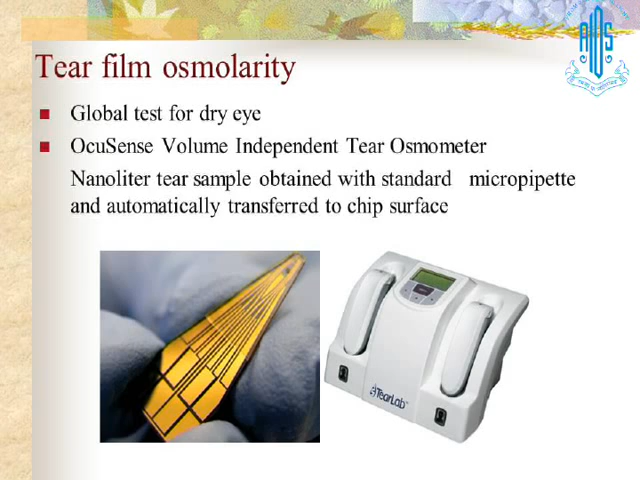 Tear film osmolarity
Global test for dry eye
OcuSense Volume Independent Tear Osmometer
Nanoliter tear sample obtained with standard micropipette
and automatically transferred to chip surface
TearLab